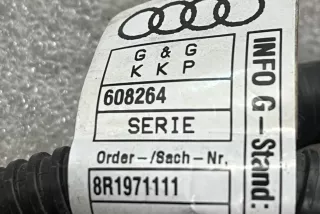 G & G
K K P
608264
SERIE
Order-/Sach-Nr.
8R1971111
INFO G-Stand: